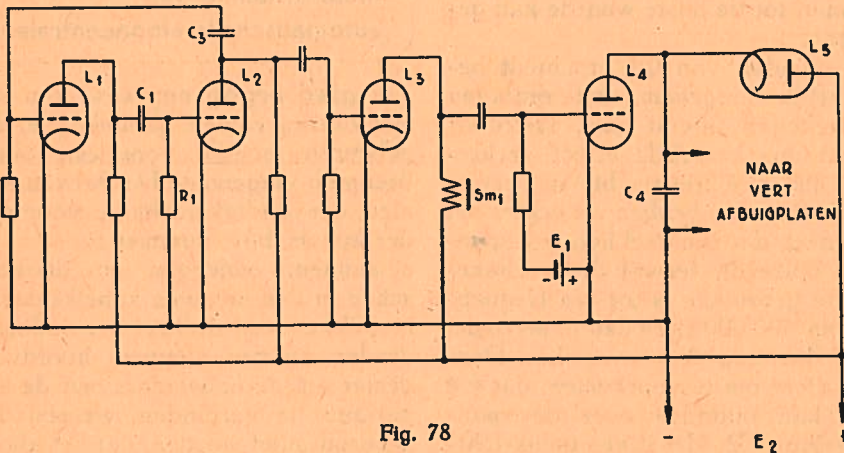 C3
L1
C1
L2
L3
L4
L5
R1
Sm1
E1
- +
C4
NAAR
VERT
AFBUIGPLATEN
-
E2
+
Fig. 78